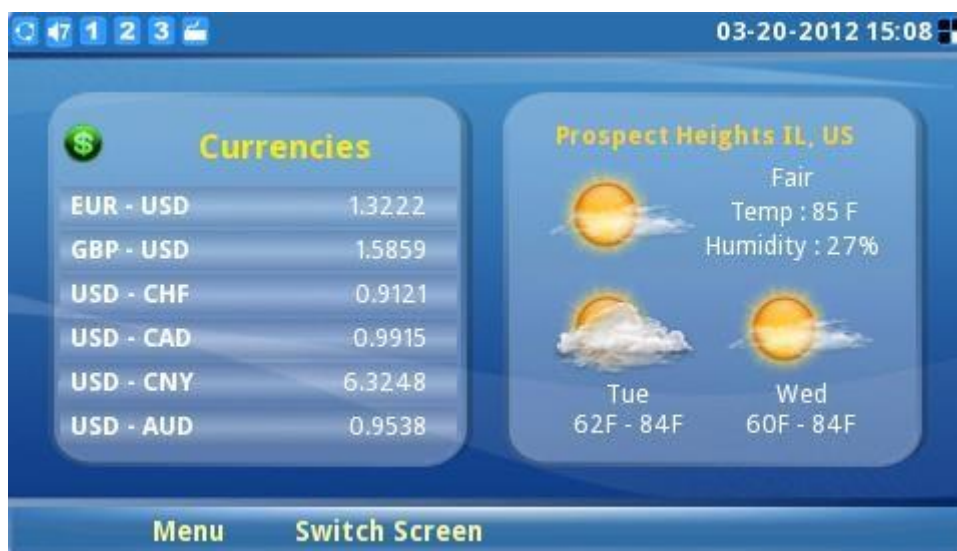 7 1 2 3 03-20-2012 15:08
Currencies
EUR - USD 1.3222
GBP - USD 1.5859
USD - CHF 0.9121
USD - CAD 0.9915
USD - CNY 6.3248
USD - AUD 0.9538
Prospect Heights IL, US
Fair
Temp : 85 F
Humidity : 27%
Tue
62F - 84F
Wed
60F - 84F
Menu Switch Screen